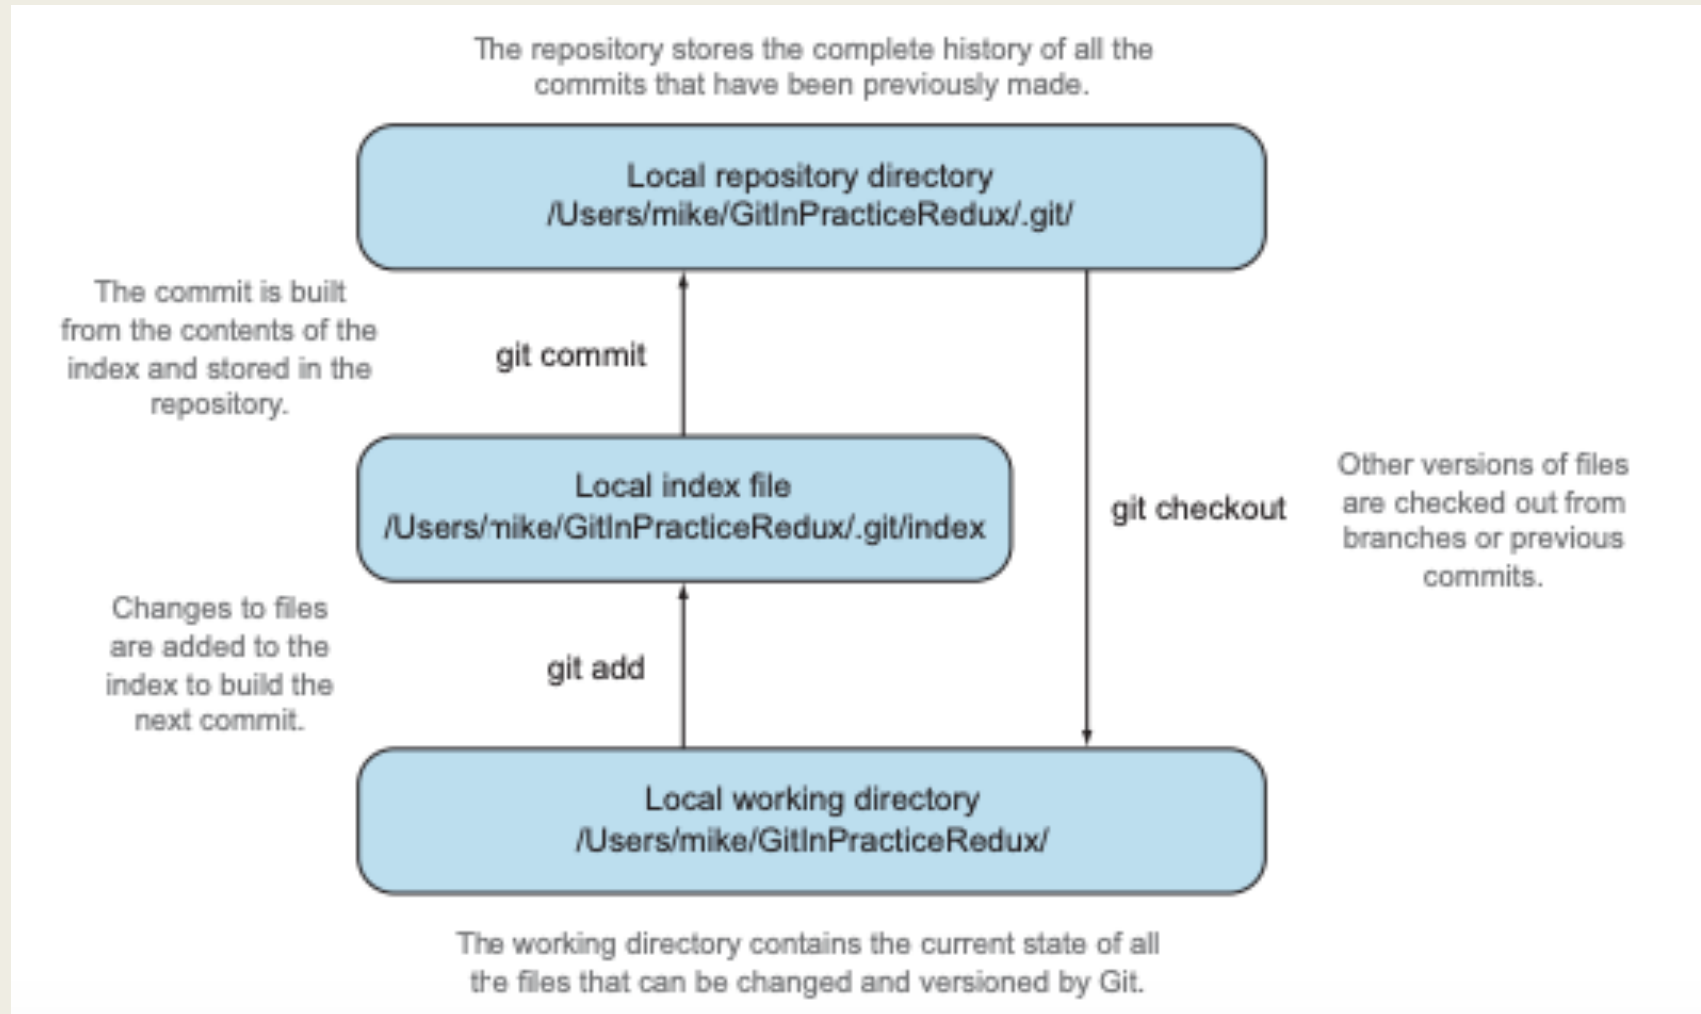 The repository stores the complete history of all the
commits that have been previously made.
Local repository directory
/Users/mike/GitInPracticeRedux/.git/
The commit is built
from the contents of the
index and stored in the
repository.
git commit
Local index file
/Users/mike/GitInPracticeRedux/.git/index
git checkout
Other versions of files
are checked out from
branches or previous
commits.
Changes to files
are added to the
index to build the
next commit.
git add
Local working directory
/Users/mike/GitInPracticeRedux/
The working directory contains the current state of all
the files that can be changed and versioned by Git.